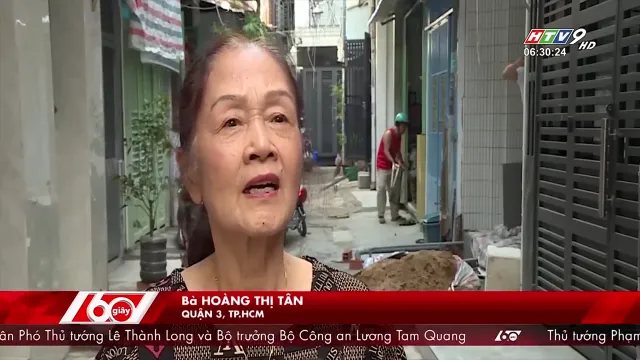 HTV9 HD
06:30:24
Bà HOÀNG THỊ TÂN
QUẬN 3, TP.HCM
60 giây
ân Phó Thủ tướng Lê Thành Long và Bộ trưởng Bộ Công an Lương Tam Quang 60 Thủ tướng Phạm